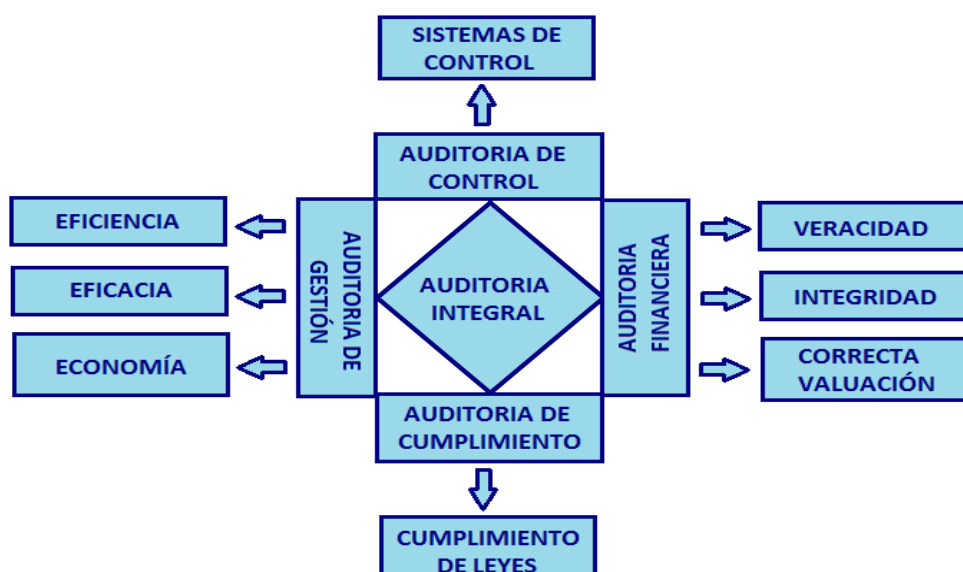 SISTEMAS DE
CONTROL
AUDITORIA DE
CONTROL
EFICIENCIA
EFICACIA
ECONOMÍA
AUDITORIA DE
GESTIÓN
AUDITORIA
INTEGRAL
AUDITORIA
FINANCIERA
VERACIDAD
INTEGRIDAD
CORRECTA
VALUACIÓN
AUDITORIA DE
CUMPLIMIENTO
CUMPLIMIENTO
DE LEYES